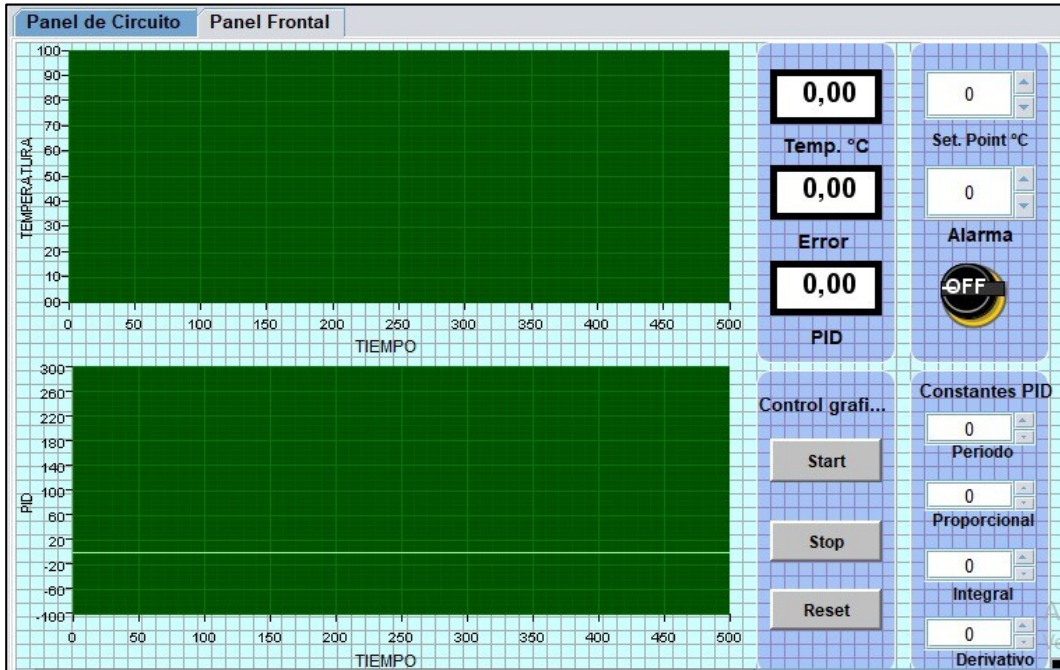 Panel de Circuito Panel Frontal
TEMPERATURA
100
90
80
70
60
50
40
30
20
10
00
0 50 100 150 200 250 300 350 400 450 500
TIEMPO
0,00
Temp. °C
0,00
Error
0,00
PID
0
Set. Point °C
0
Alarma
OFF
PID
300
260
220
180
140
100
60
20
-20
-60
-100
0 50 100 150 200 250 300 350 400 450 500
TIEMPO
Control grafi...
Start
Stop
Reset
Constantes PID
0
Periodo
0
Proporcional
0
Integral
0
Derivativo